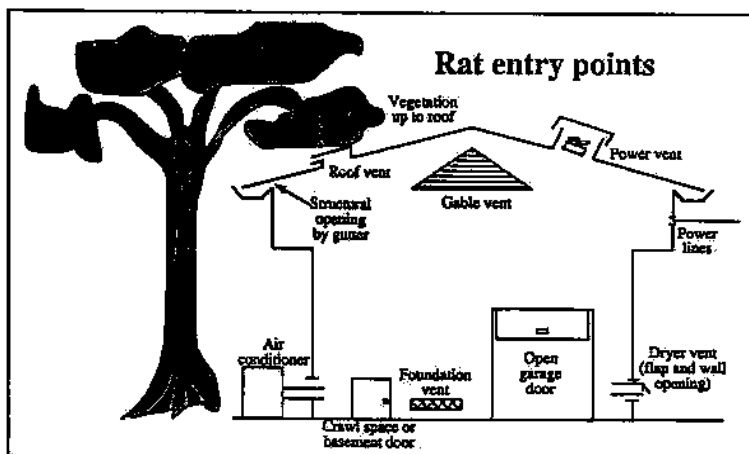 Rat entry points
Vegetation
up to roof
Roof vent
Power vent
Structural
opening
by gutter
Gable vent
Power
lines
Air
conditioner
Foundation
vent
Open
garage
door
Dryer vent
(flap and wall
opening)
Crawl space or
basement door